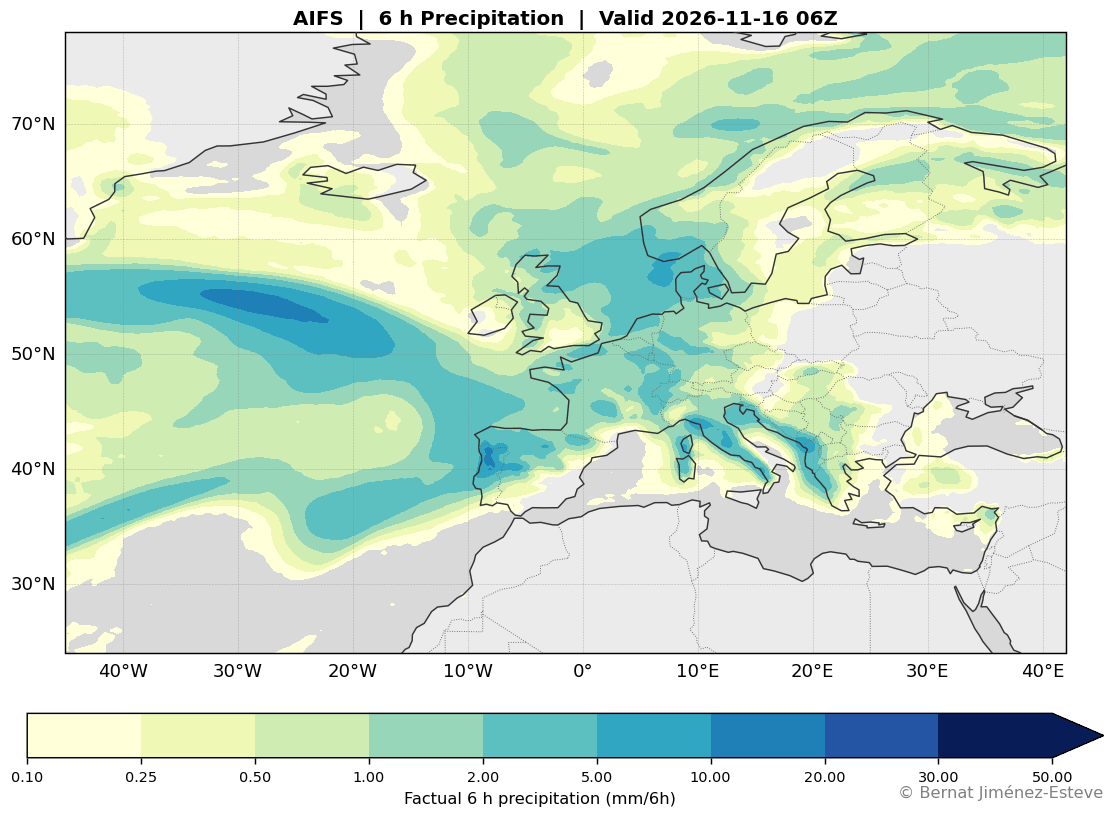 AIFS | 6 h Precipitation | Valid 2026-11-16 06Z
70°N
60°N
50°N
40°N
30°N
40°W 30°W 20°W 10°W 0° 10°E 20°E 30°E 40°E
0.10 0.25 0.50 1.00 2.00 5.00 10.00 20.00 30.00 50.00
Factual 6 h precipitation (mm/6h)
© Bernat Jiménez-Esteve